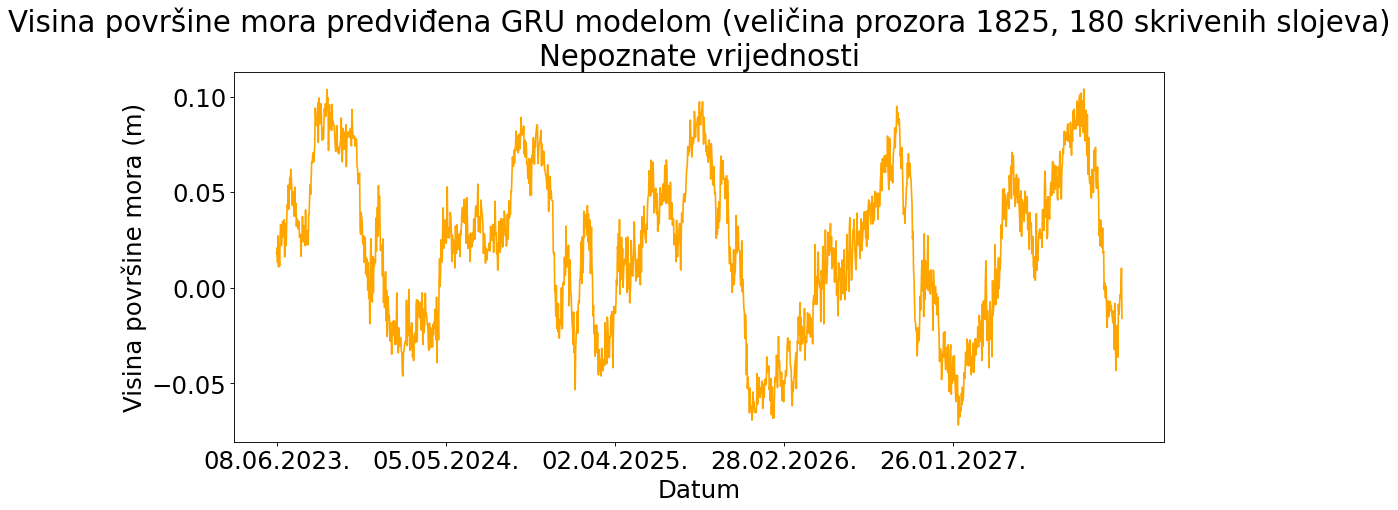 Visina površine mora predviđena GRU modelom (veličina prozora 1825, 180 skrivenih slojeva)
Nepoznate vrijednosti
Visina površine mora (m)
0.10
0.05
0.00
−0.05
08.06.2023. 05.05.2024. 02.04.2025. 28.02.2026. 26.01.2027.
Datum